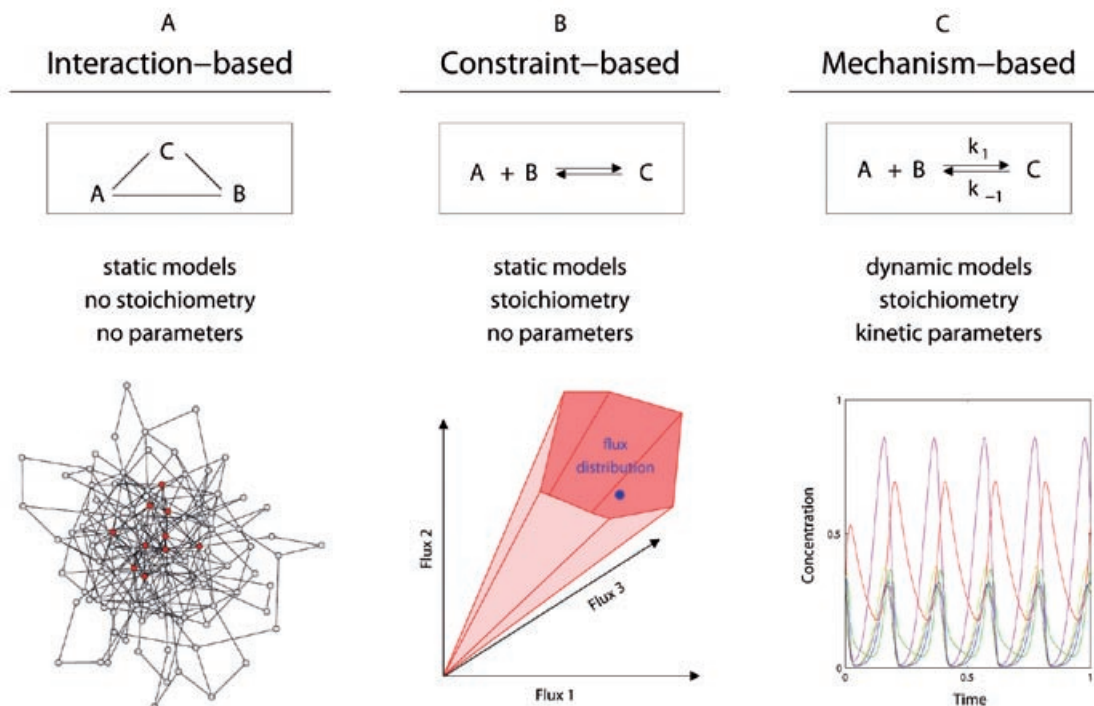 A
Interaction–based
C
A B
static models
no stoichiometry
no parameters
B
Constraint–based
A + B ⇌ C
static models
stoichiometry
no parameters
flux
distribution
Flux 2
Flux 3
Flux 1
C
Mechanism–based
k 1
A + B ⇌ C
k −1
dynamic models
stoichiometry
kinetic parameters
1
Concentration
0.5
0
0 0.5 1
Time